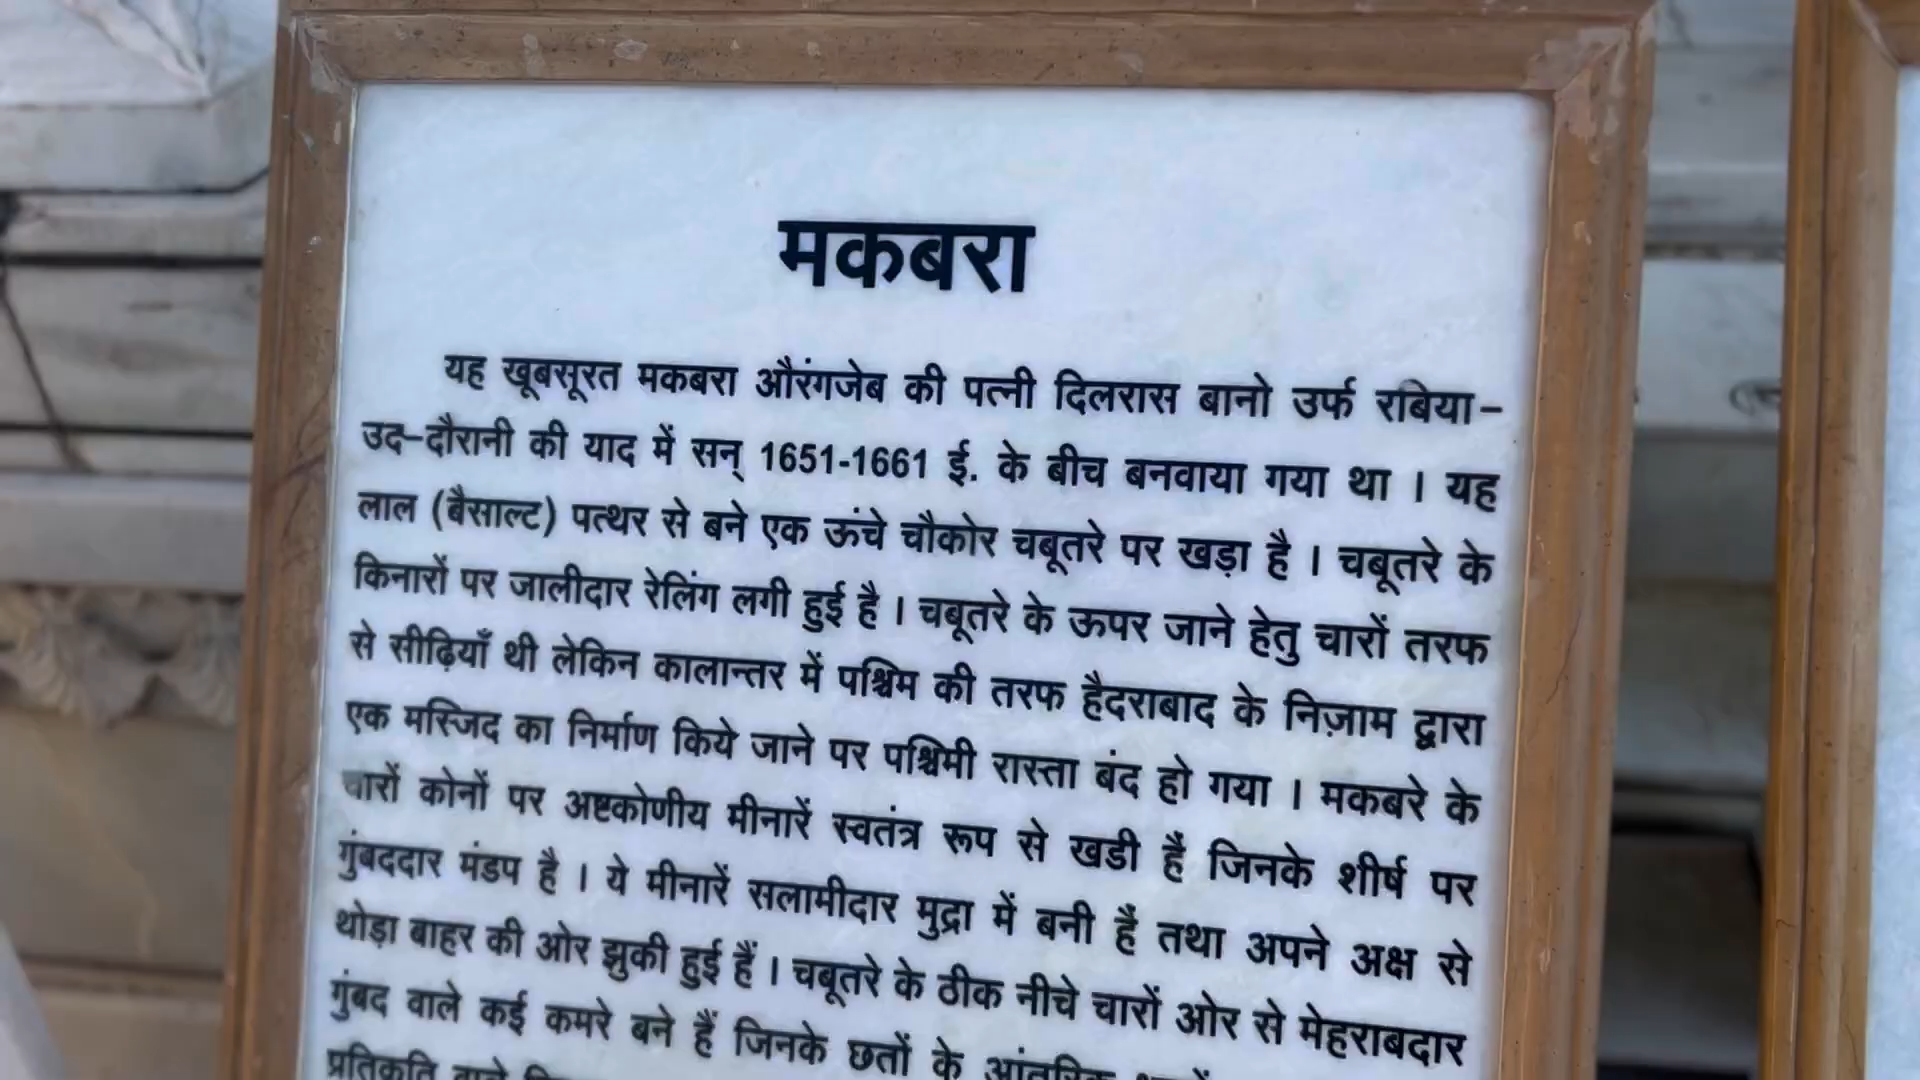 मकबरा
यह खूबसूरत मकबरा औरंगजेब की पत्नी दिलरास बानो उर्फ रबिया-
उद-दौरानी की याद में सन् 1651-1661 ई. के बीच बनवाया गया था । यह
लाल (बैसाल्ट) पत्थर से बने एक ऊंचे चौकोर चबूतरे पर खड़ा है । चबूतरे के
किनारों पर जालीदार रेलिंग लगी हुई है । चबूतरे के ऊपर जाने हेतु चारों तरफ
से सीढ़ियाँ थी लेकिन कालान्तर में पश्चिम की तरफ हैदराबाद के निज़ाम द्वारा
एक मस्जिद का निर्माण किये जाने पर पश्चिमी रास्ता बंद हो गया । मकबरे के
चारों कोनों पर अष्टकोणीय मीनारें स्वतंत्र रूप से खडी हैं जिनके शीर्ष पर
गुंबददार मंडप है । ये मीनारें सलामीदार मुद्रा में बनी हैं तथा अपने अक्ष से
थोड़ा बाहर की ओर झुकी हुई हैं । चबूतरे के ठीक नीचे चारों ओर से मेहराबदार
गुंबद वाले कई कमरे बने हैं जिनके छतों के आंतरिक
प्रतिकृति वाले